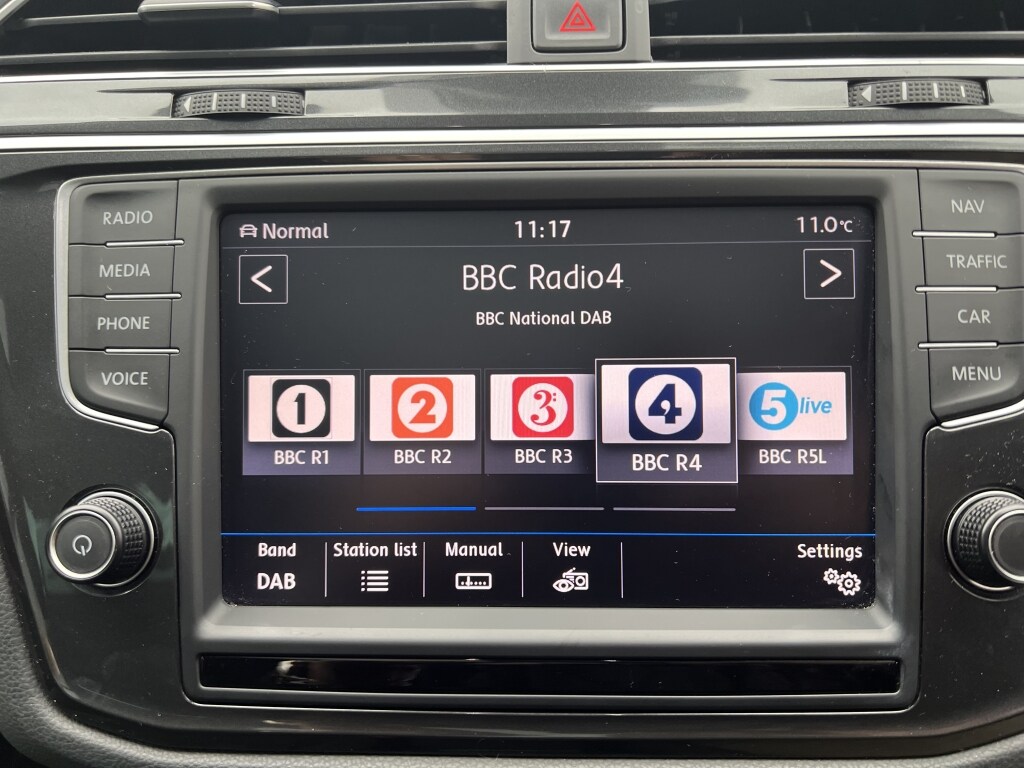 RADIO
MEDIA
PHONE
VOICE
NAV
TRAFFIC
CAR
MENU
Normal
11:17
11.0°C
<
BBC Radio4
>
BBC National DAB
1
2
3:
4
5 live
BBC R1
BBC R2
BBC R3
BBC R4
BBC R5L
Band
Station list
Manual
View
Settings
DAB